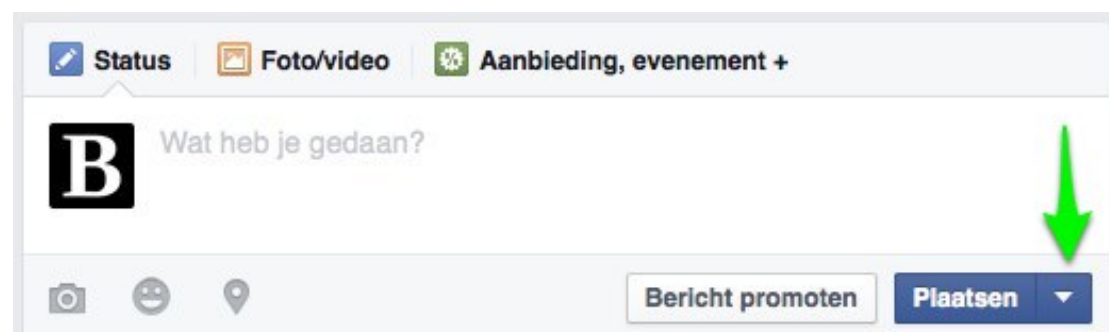 Status Foto/video Aanbieding, evenement +
B Wat heb je gedaan?
Bericht promoten Plaatsen